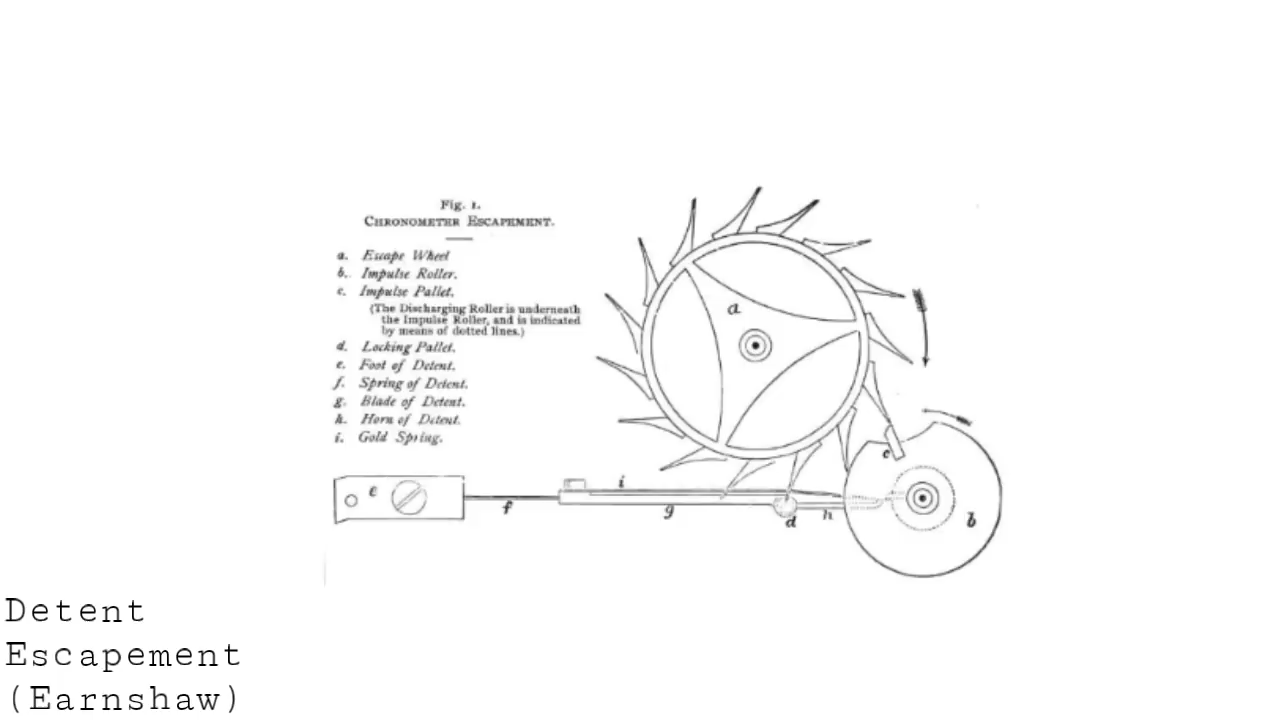 Fig. 1.
CHRONOMETER ESCAPEMENT.
a. Escape Wheel
b. Impulse Roller.
c. Impulse Pallet.
(The Discharging Roller is underneath
the Impulse Roller, and is indicated
by means of dotted lines.)
d. Locking Pallet.
e. Foot of Detent.
f. Spring of Detent.
g. Blade of Detent.
h. Horn of Detent.
i. Gold Spring.
a
c
e
i
f
g
d
h
b
Detent
Escapement
(Earnshaw)